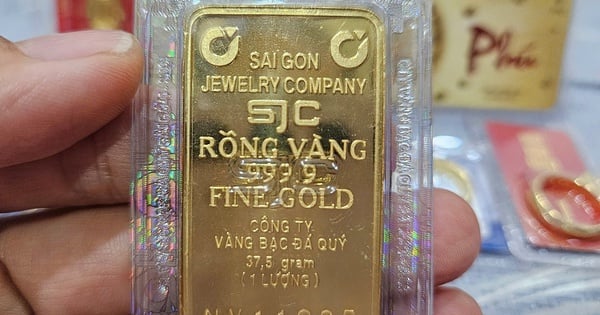 SAIGON
JEWELRY COMPANY
SJC
RỒNG VÀNG
999.9
FINE GOLD
CÔNG TY
VÀNG BẠC ĐÁ QUÝ
37,5 gram
(1 LƯỢNG)